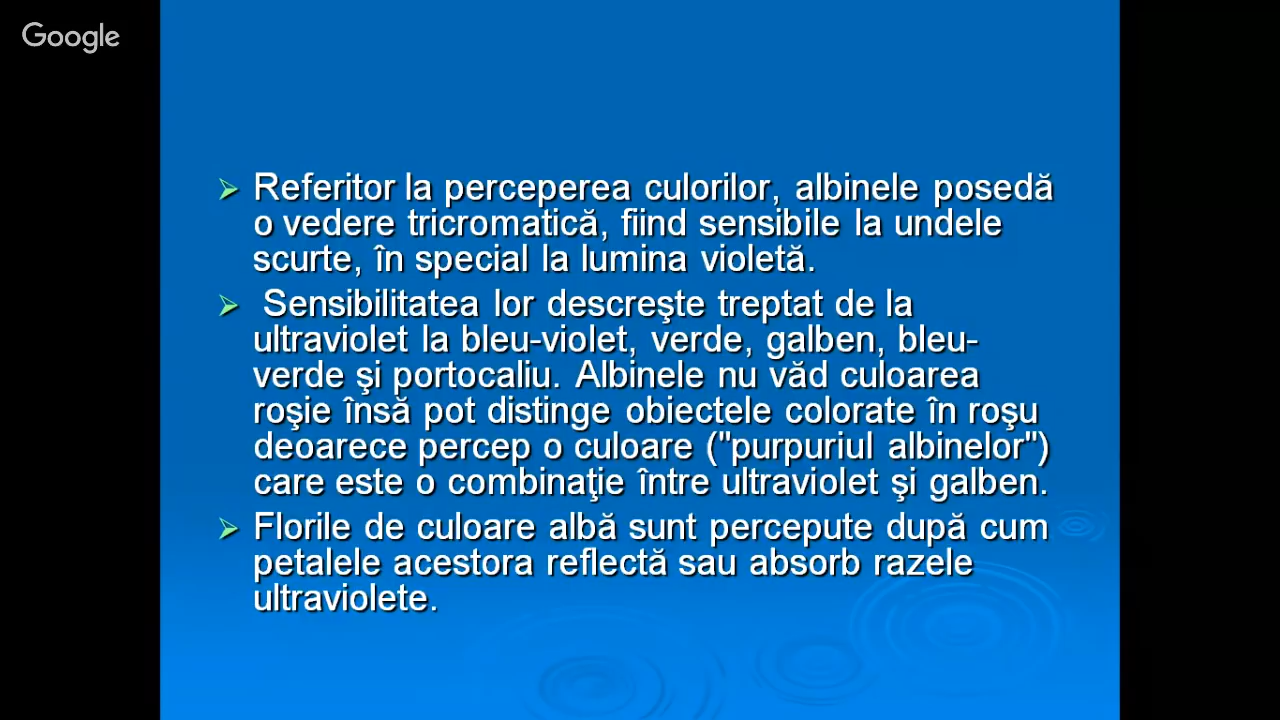 Google
Referitor la perceperea culorilor, albinele posedă
o vedere tricromatică, fiind sensibile la undele
scurte, în special la lumina violetă.
Sensibilitatea lor descreşte treptat de la
ultraviolet la bleu-violet, verde, galben, bleu-
verde şi portocaliu. Albinele nu văd culoarea
roşie însă pot distinge obiectele colorate în roşu
deoarece percep o culoare ("purpuriul albinelor")
care este o combinaţie între ultraviolet şi galben.
Florile de culoare albă sunt percepute după cum
petalele acestora reflectă sau absorb razele
ultraviolete.